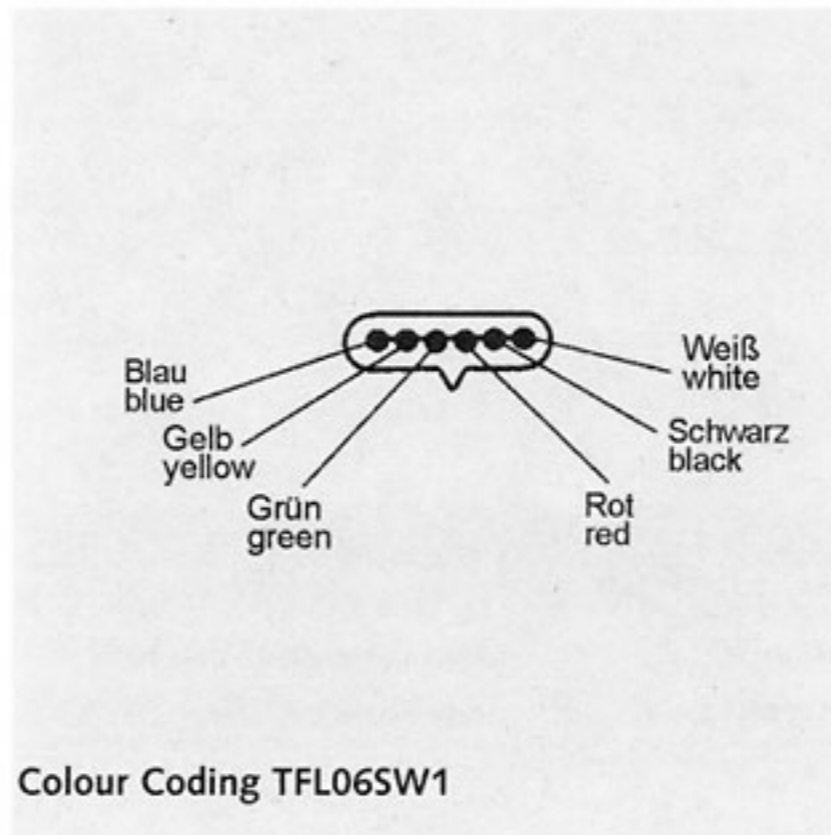 Blau
blue
Gelb
yellow
Grün
green
Rot
red
Schwarz
black
Weiß
white
Colour Coding TFL06SW1